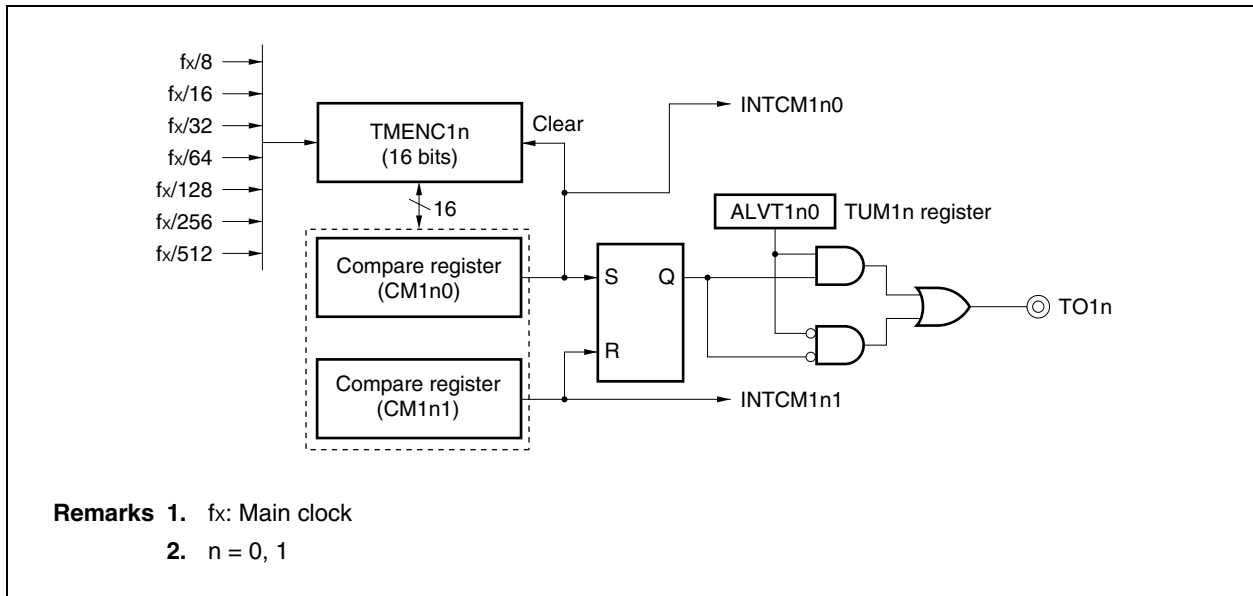 fx/8
fx/16
fx/32
fx/64
fx/128
fx/256
fx/512
TMENC1n
(16 bits)
Clear
16
Compare register
(CM1n0)
Compare register
(CM1n1)
S
Q
R
INTCM1n0
ALVT1n0
TUM1n register
TO1n
INTCM1n1
Remarks 1. fx: Main clock
2. n = 0, 1